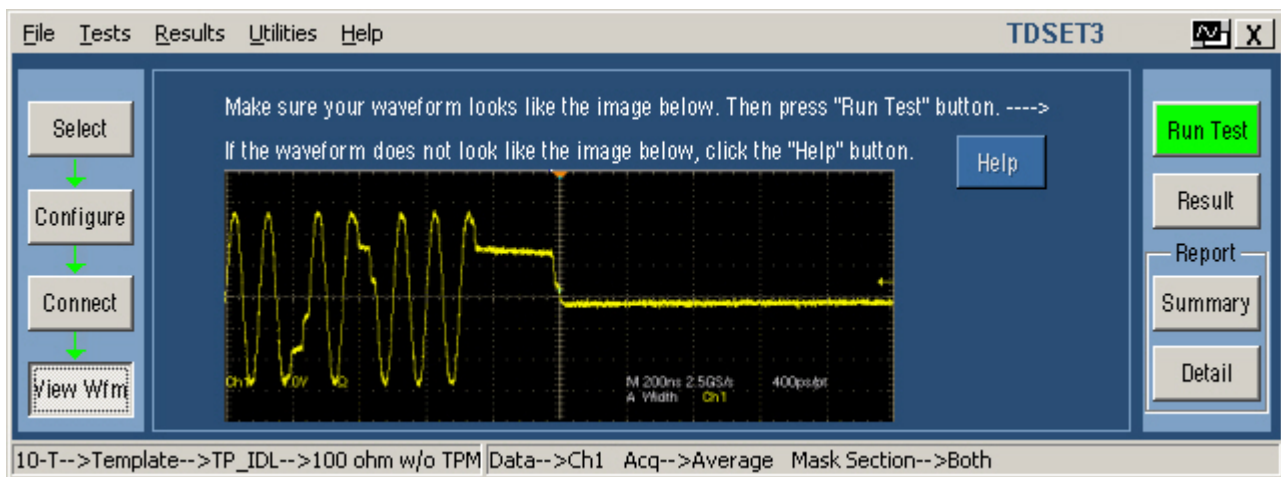 File Tests Results Utilities Help TDSET3 X
Select
Configure
Connect
View Wfm
Make sure your waveform looks like the image below. Then press "Run Test" button. ---->
If the waveform does not look like the image below, click the "Help" button.
Help
Ch1
M 200ns 2.5GS/s 400ps/pt
A Width Ch1
Run Test
Result
Report
Summary
Detail
10-T-->Template-->TP_IDL-->100 ohm w/o TPM Data-->Ch1 Acq-->Average Mask Section-->Both